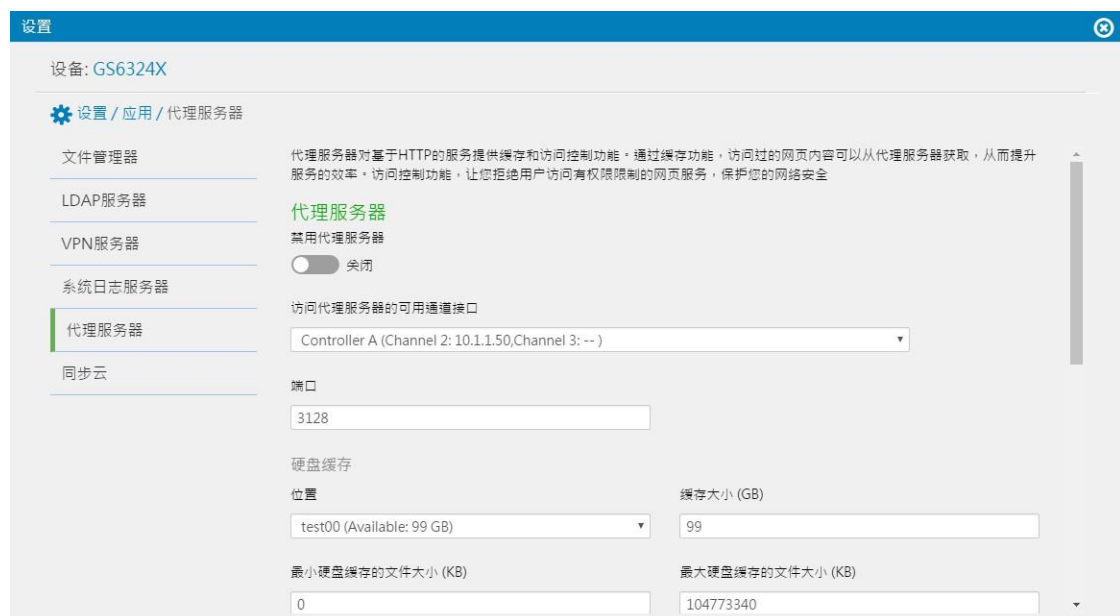 设置
设备: GS6324X
设置 / 应用 / 代理服务器
文件管理器
LDAP服务器
VPN服务器
系统日志服务器
代理服务器
同步云
代理服务器对基于HTTP的服务提供缓存和访问控制功能。通过缓存功能，访问过的网页内容可以从代理服务器获取，从而提升
服务的效率。访问控制功能，让您拒绝用户访问有权限限制的网页服务，保护您的网络安全
代理服务器
禁用代理服务器
关闭
访问代理服务器的可用通道接口
Controller A (Channel 2: 10.1.1.50,Channel 3: -- )
端口
3128
硬盘缓存
位置
缓存大小 (GB)
test00 (Available: 99 GB)
99
最小硬盘缓存的文件大小 (KB)
最大硬盘缓存的文件大小 (KB)
0
104773340